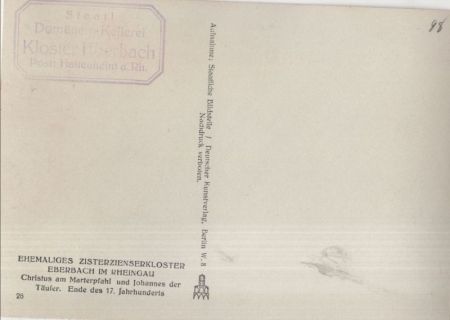 Staatl
Domänen-Kellerei
Kloster Eberbach
Post: Hattenheim a. Rh.
98
Aufnahme: Staatliche Bildstelle / Deutscher Kunstverlag, Berlin W. 8
Nachdruck verboten.
EHEMALIGES ZISTERZIENSERKLOSTER
EBERBACH IM RHEINGAU
Christus am Marterpfahl und Johannes der
Täufer. Ende des 17. Jahrhunderts